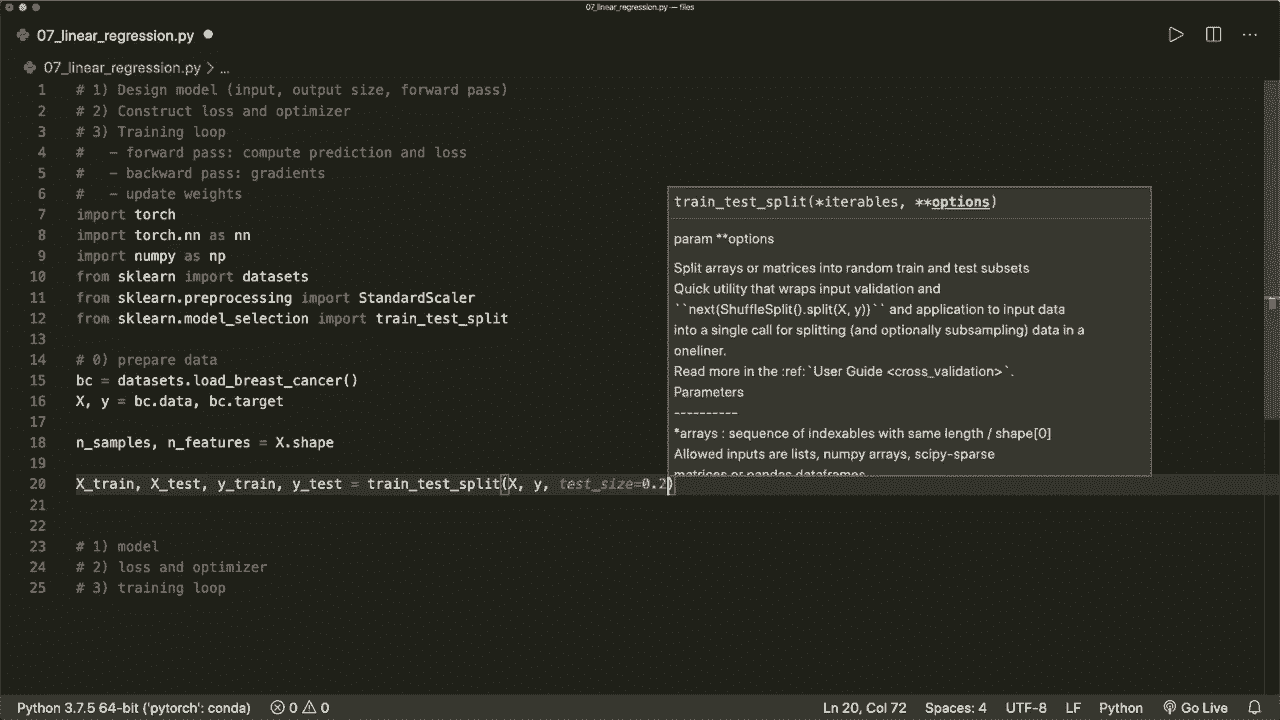 07_linear_regression.py — files
07_linear_regression.py
07_linear_regression.py > ...
1 # 1) Design model (input, output size, forward pass)
2 # 2) Construct loss and optimizer
3 # 3) Training loop
4 #   - forward pass: compute prediction and loss
5 #   - backward pass: gradients
6 #   - update weights
7 import torch
8 import torch.nn as nn
9 import numpy as np
10 from sklearn import datasets
11 from sklearn.preprocessing import StandardScaler
12 from sklearn.model_selection import train_test_split
13
14 # 0) prepare data
15 bc = datasets.load_breast_cancer()
16 X, y = bc.data, bc.target
17
18 n_samples, n_features = X.shape
19
20 X_train, X_test, y_train, y_test = train_test_split(X, y, test_size=0.2)
21
22
23 # 1) model
24 # 2) loss and optimizer
25 # 3) training loop
train_test_split(*iterables, **options)
param **options
Split arrays or matrices into random train and test subsets
Quick utility that wraps input validation and
``next(ShuffleSplit().split(X, y))`` and application to input data
into a single call for splitting (and optionally subsampling) data in a
oneliner.
Read more in the :ref:`User Guide <cross_validation>`.
Parameters
----------
*arrays : sequence of indexables with same length / shape[0]
Allowed inputs are lists, numpy arrays, scipy-sparse
matrices or pandas dataframes
Python 3.7.5 64-bit ('pytorch': conda) 0 0 Ln 20, Col 72 Spaces: 4 UTF-8 LF Python Go Live